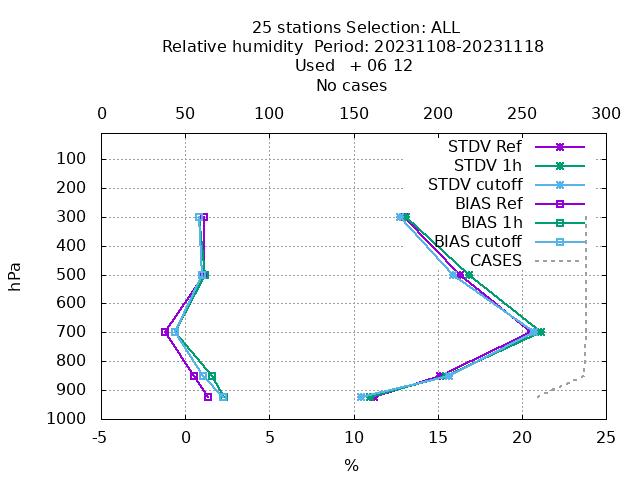 25 stations Selection: ALL
Relative humidity  Period: 20231108-20231118
Used   + 06 12
No cases
0 50 100 150 200 250 300
STDV Ref
STDV 1h
STDV cutoff
BIAS Ref
BIAS 1h
BIAS cutoff
CASES
hPa
100
200
300
400
500
600
700
800
900
1000
-5 0 5 10 15 20 25
%